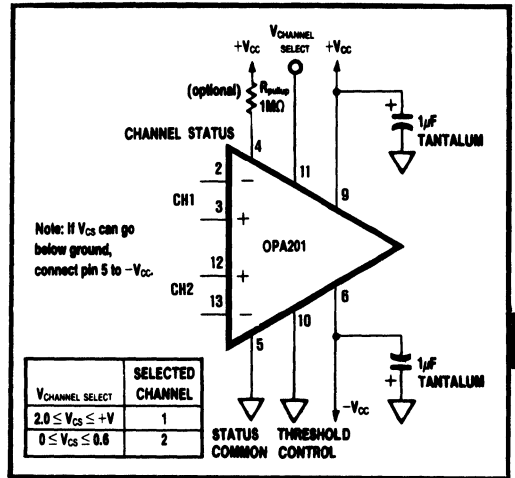 +VCC
VCHANNEL SELECT
+VCC
(optional)
Rpullup
1MΩ
+
1μF
TANTALUM
CHANNEL STATUS
4
11
9
2
−
CH1
3
+
OPA201
Note: If VCS can go
below ground,
connect pin 5 to −VCC.
12
+
CH2
13
−
6
10
5
1μF
+
TANTALUM
−VCC
STATUS
COMMON
THRESHOLD
CONTROL
VCHANNEL SELECT
SELECTED
CHANNEL
2.0 ≤ VCS ≤ +V
1
0 ≤ VCS ≤ 0.6
2